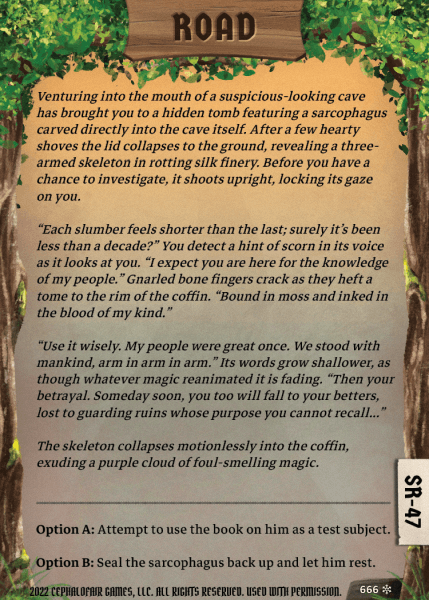 ROAD
Venturing into the mouth of a suspicious-looking cave
has brought you to a hidden tomb featuring a sarcophagus
carved directly into the cave itself. After a few hearty
shoves the lid collapses to the ground, revealing a three-
armed skeleton in rotting silk finery. Before you have a
chance to investigate, it shoots upright, locking its gaze
on you.
“Each slumber feels shorter than the last; surely it’s been
less than a decade?” You detect a hint of scorn in its voice
as it looks at you. “I expect you are here for the knowledge
of my people.” Gnarled bone fingers crack as they heft a
tome to the rim of the coffin. “Bound in moss and inked in
the blood of my kind.”
“Use it wisely. My people were great once. We stood with
mankind, arm in arm in arm.” Its words grow shallower, as
though whatever magic reanimated it is fading. “Then your
betrayal. Someday soon, you too will fall to your betters,
lost to guarding ruins whose purpose you cannot recall...”
The skeleton collapses motionlessly into the coffin,
exuding a purple cloud of foul-smelling magic.
SR-47
Option A: Attempt to use the book on him as a test subject.
Option B: Seal the sarcophagus back up and let him rest.
2022 CEPHALOFAIR GAMES, LLC. ALL RIGHTS RESERVED. USED WITH PERMISSION.
666